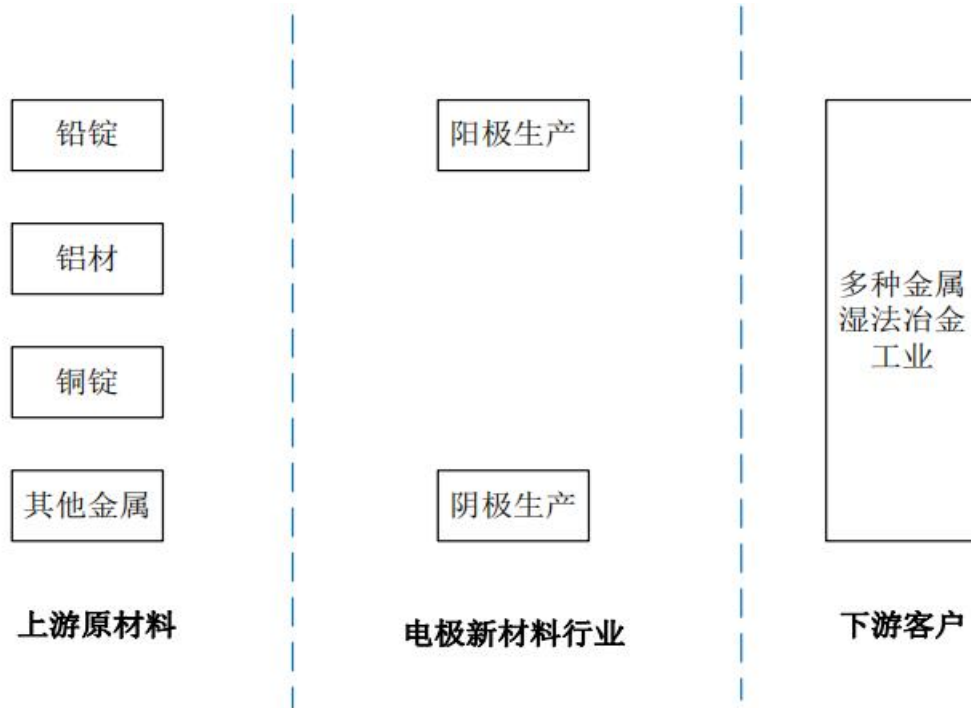 铅锭
铝材
铜锭
其他金属
上游原材料
阳极生产
阴极生产
电极新材料行业
多种金属
湿法冶金
工业
下游客户